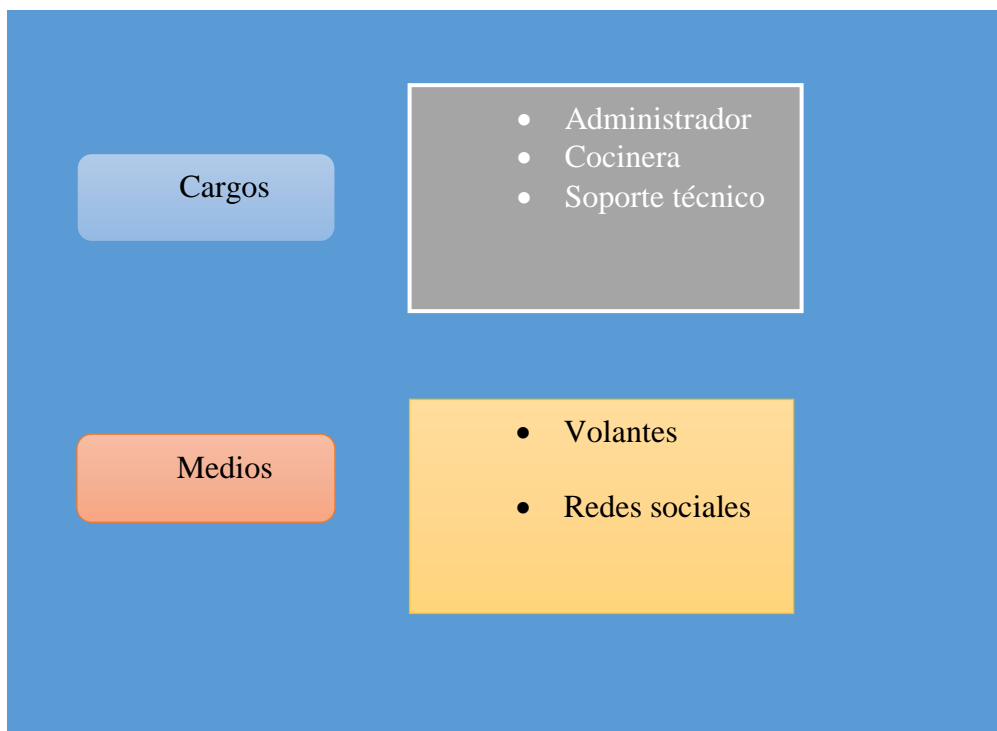 Cargos
• Administrador
• Cocinera
• Soporte técnico
Medios
• Volantes
• Redes sociales